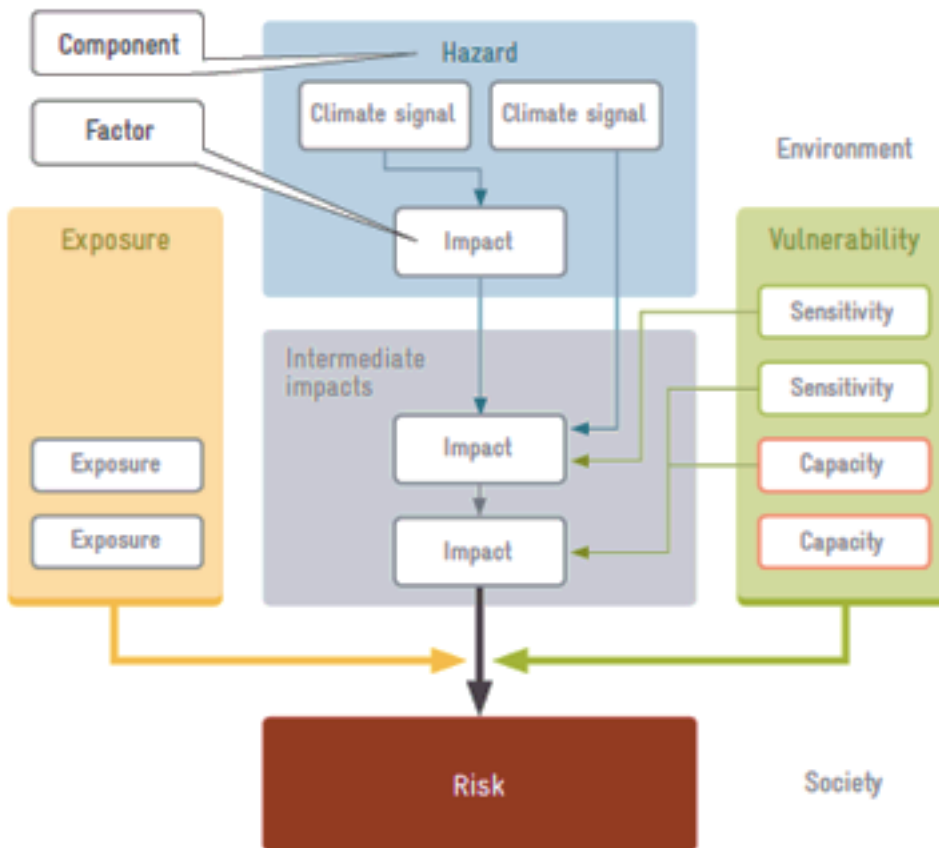 Component
Hazard
Climate signal
Climate signal
Factor
Environment
Impact
Exposure
Vulnerability
Sensitivity
Intermediate
impacts
Sensitivity
Impact
Exposure
Capacity
Exposure
Impact
Capacity
Risk
Society